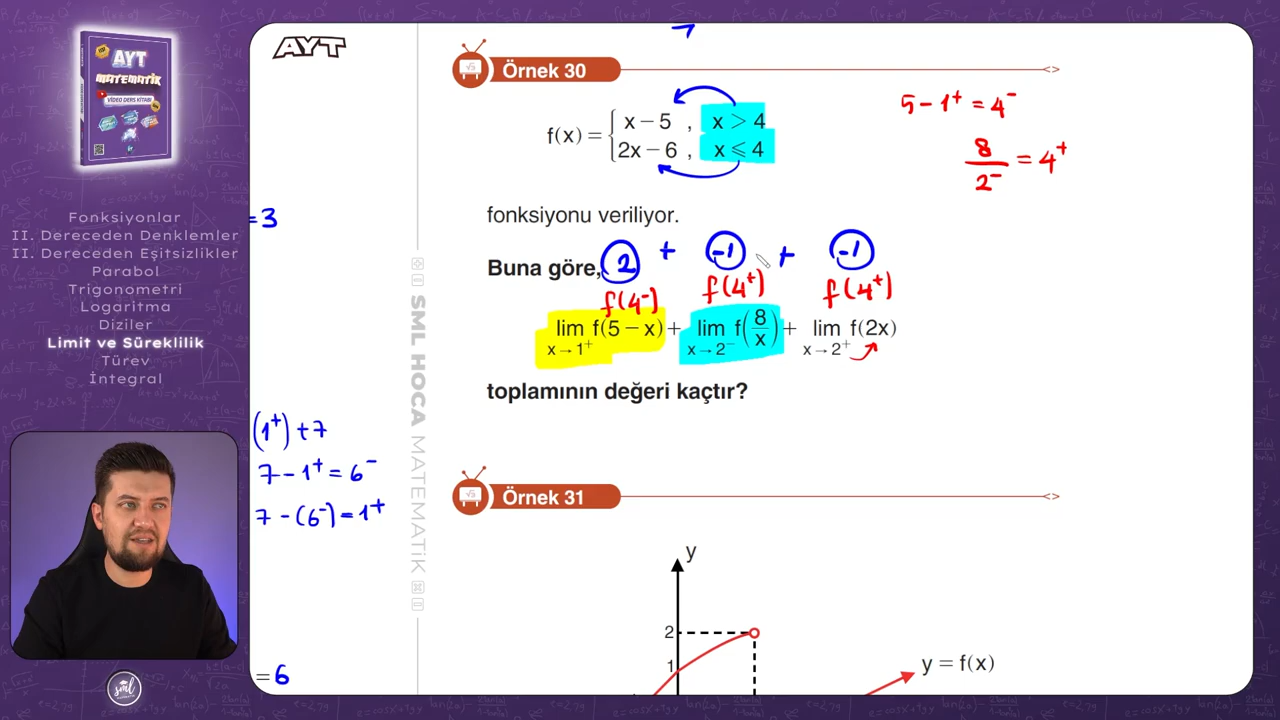 AYT
MATEMATİK
VİDEO DERS KİTABI
Fonksiyonlar
II. Dereceden Denklemler
II. Dereceden Eşitsizlikler
Parabol
Trigonometri
Logaritma
Diziler
Limit ve Süreklilik
Türev
İntegral
sml
AYT
SML HOCA MATEMATİK
= 3
(1⁺) + 7
7 - 1⁺ = 6⁻
7 - (6⁻) = 1⁺
= 6
Örnek 30
f(x) = { x – 5 , x > 4
2x – 6 , x ⩽ 4
5 - 1⁺ = 4⁻
8/2⁻ = 4⁺
fonksiyonu veriliyor.
2 + -1 + -1
Buna göre,
f(4⁻) f(4⁺) f(4⁺)
lim x→1⁺ f(5 – x) + lim x→2⁻ f(8/x) + lim x→2⁺ f(2x)
toplamının değeri kaçtır?
Örnek 31
y
2
1
y = f(x)